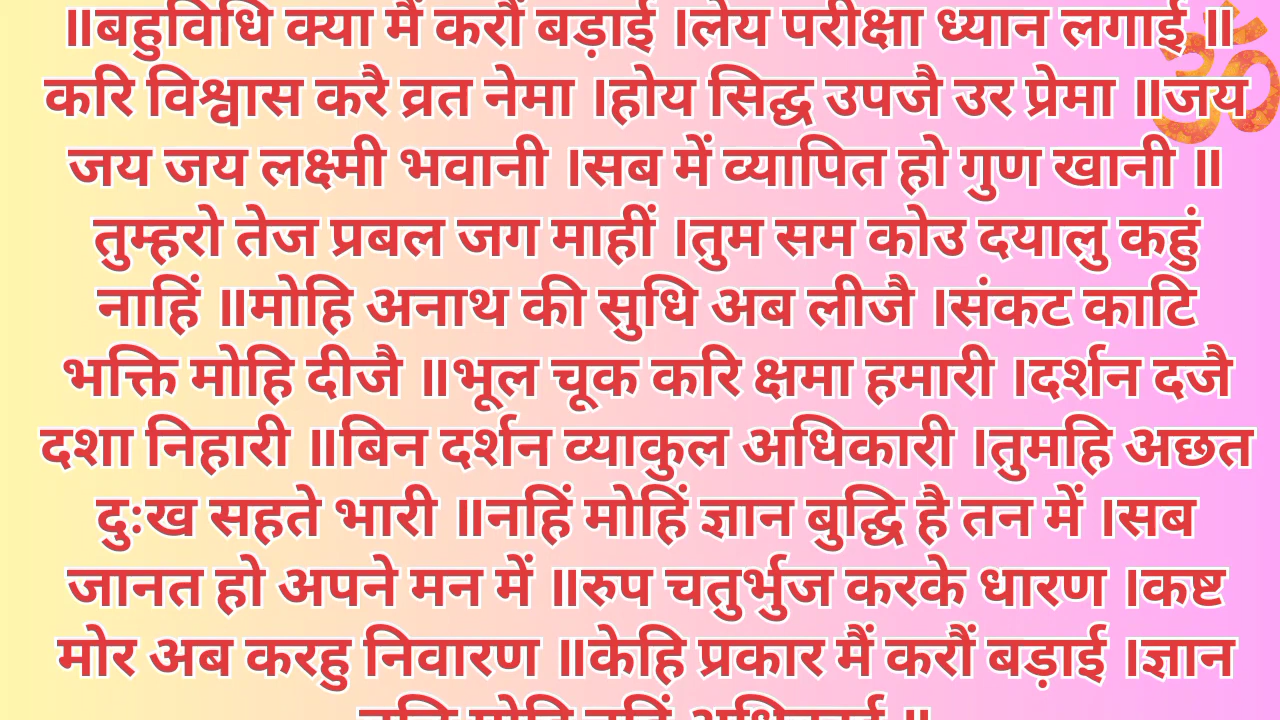 ॥बहुविधि क्या मैं करौं बड़ाई ।लेय परीक्षा ध्यान लगाई ॥
करि विश्वास करै व्रत नेमा ।होय सिद्ध उपजै उर प्रेमा ॥जय
जय जय लक्ष्मी भवानी ।सब में व्यापित हो गुण खानी ॥
तुम्हरो तेज प्रबल जग माहीं ।तुम सम कोउ दयालु कहुं
नाहिं ॥मोहि अनाथ की सुधि अब लीजै ।संकट काटि
भक्ति मोहि दीजै ॥भूल चूक करि क्षमा हमारी ।दर्शन दजै
दशा निहारी ॥बिन दर्शन व्याकुल अधिकारी ।तुमहि अछत
दुःख सहते भारी ॥नहिं मोहिं ज्ञान बुद्धि है तन में ।सब
जानत हो अपने मन में ॥रुप चतुर्भुज करके धारण ।कष्ट
मोर अब करहु निवारण ॥केहि प्रकार मैं करौं बड़ाई ।ज्ञान